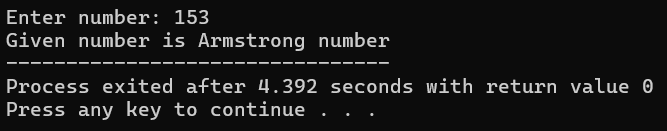 Enter number: 153
Given number is Armstrong number
--------------------------------
Process exited after 4.392 seconds with return value 0
Press any key to continue . . .